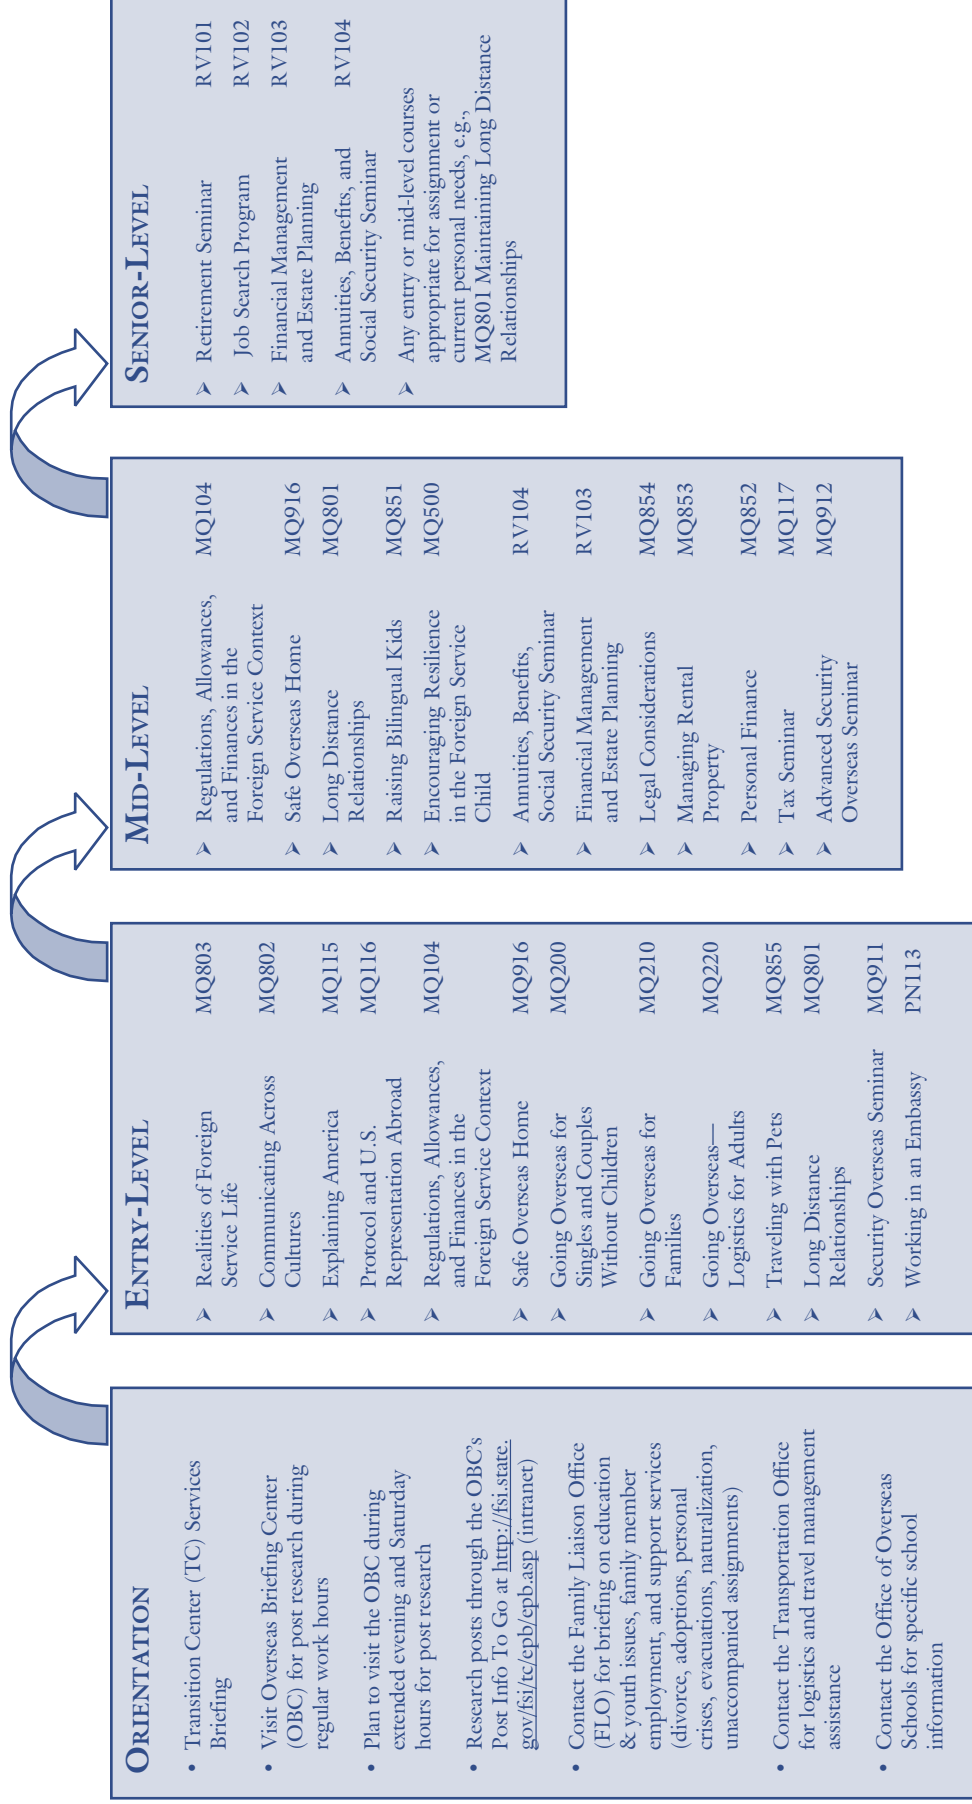 ORIENTATION
• Transition Center (TC) Services
Briefing
• Visit Overseas Briefing Center
(OBC) for post research during
regular work hours
• Plan to visit the OBC during
extended evening and Saturday
hours for post research
• Research posts through the OBC’s
Post Info To Go at http://fsi.state.
gov/fsi/tc/epb/epb.asp (intranet)
• Contact the Family Liaison Office
(FLO) for briefing on education
& youth issues, family member
employment, and support services
(divorce, adoptions, personal
crises, evacuations, naturalization,
unaccompanied assignments)
• Contact the Transportation Office
for logistics and travel management
assistance
• Contact the Office of Overseas
Schools for specific school
information
ENTRY-LEVEL
➢ Realities of Foreign MQ803
Service Life
➢ Communicating Across MQ802
Cultures
➢ Explaining America MQ115
➢ Protocol and U.S. MQ116
Representation Abroad
➢ Regulations, Allowances, MQ104
and Finances in the
Foreign Service Context
➢ Safe Overseas Home MQ916
➢ Going Overseas for MQ200
Singles and Couples
Without Children
➢ Going Overseas for MQ210
Families
➢ Going Overseas— MQ220
Logistics for Adults
➢ Traveling with Pets MQ855
➢ Long Distance MQ801
Relationships
➢ Security Overseas Seminar MQ911
➢ Working in an Embassy PN113
MID-LEVEL
➢ Regulations, Allowances, MQ104
and Finances in the
Foreign Service Context
➢ Safe Overseas Home MQ916
➢ Long Distance MQ801
Relationships
➢ Raising Bilingual Kids MQ851
➢ Encouraging Resilience MQ500
in the Foreign Service
Child
➢ Annuities, Benefits, RV104
Social Security Seminar
➢ Financial Management RV103
and Estate Planning
➢ Legal Considerations MQ854
➢ Managing Rental MQ853
Property
➢ Personal Finance MQ852
➢ Tax Seminar MQ117
➢ Advanced Security MQ912
Overseas Seminar
SENIOR-LEVEL
➢ Retirement Seminar RV101
➢ Job Search Program RV102
➢ Financial Management RV103
and Estate Planning
➢ Annuities, Benefits, and RV104
Social Security Seminar
➢ Any entry or mid-level courses
appropriate for assignment or
current personal needs, e.g.,
MQ801 Maintaining Long Distance
Relationships